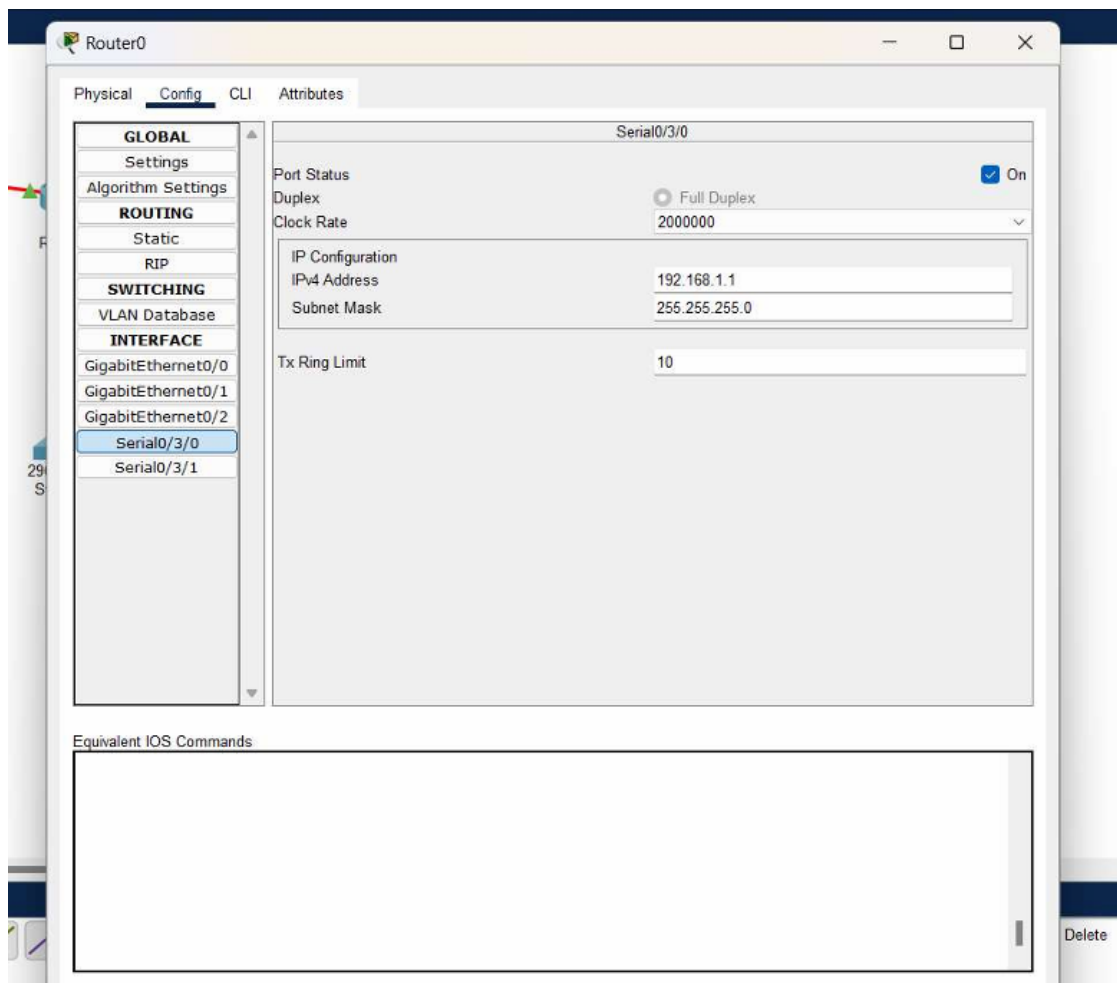 Router0
Physical Config CLI Attributes
GLOBAL
Settings
Algorithm Settings
ROUTING
Static
RIP
SWITCHING
VLAN Database
INTERFACE
GigabitEthernet0/0
GigabitEthernet0/1
GigabitEthernet0/2
Serial0/3/0
Serial0/3/1
Serial0/3/0
Port Status On
Duplex Full Duplex
Clock Rate 2000000
IP Configuration
IPv4 Address 192.168.1.1
Subnet Mask 255.255.255.0
Tx Ring Limit 10
Equivalent IOS Commands
Delete